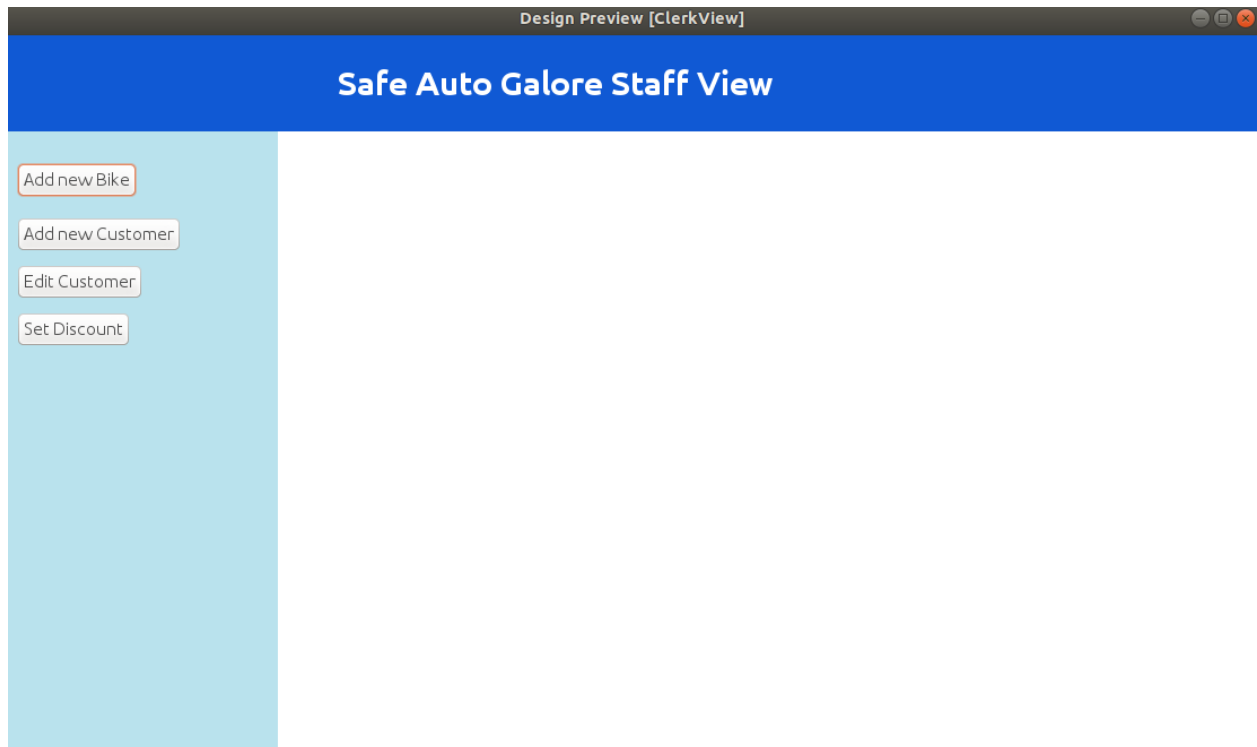 Design Preview [ClerkView]
Safe Auto Galore Staff View
Add new Bike
Add new Customer
Edit Customer
Set Discount